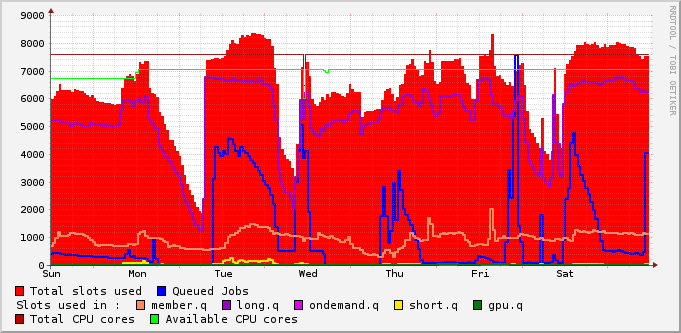 9000
8000
7000
6000
5000
4000
3000
2000
1000
0
Sun Mon Tue Wed Thu Fri Sat
RRDTOOL / TOBI OETIKER
Total slots used Queued Jobs
Slots used in : member.q long.q ondemand.q short.q gpu.q
Total CPU cores Available CPU cores